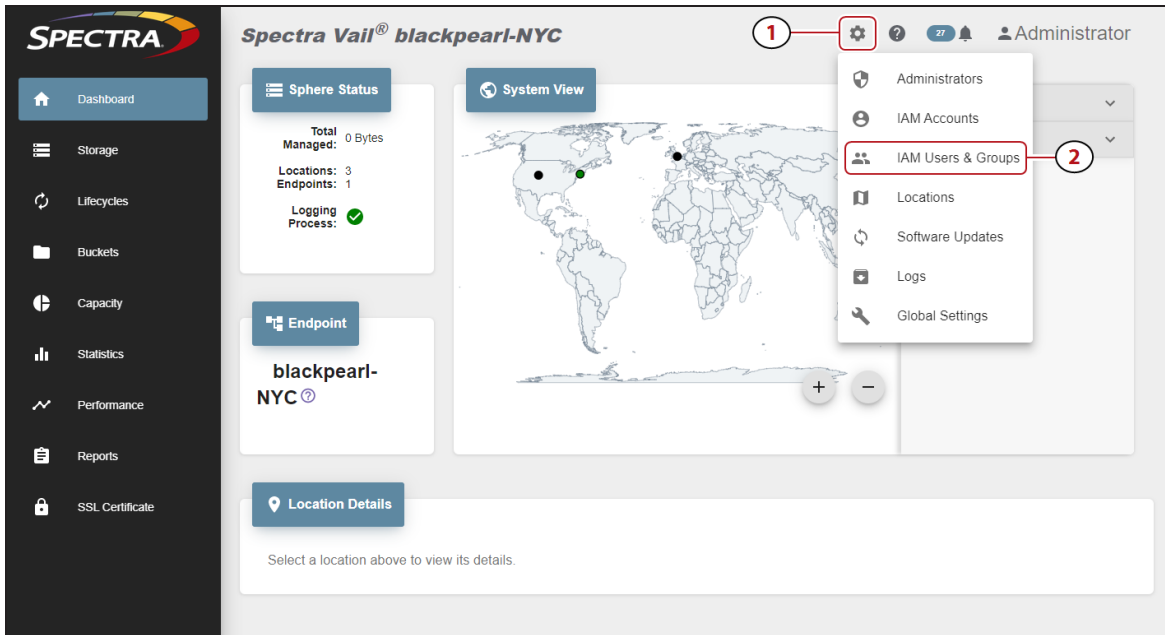 SPECTRA
Spectra Vail® blackpearl-NYC
1
27
Administrator
Dashboard
Storage
Lifecycles
Buckets
Capacity
Statistics
Performance
Reports
SSL Certificate
Sphere Status
Total Managed: 0 Bytes
Locations: 3
Endpoints: 1
Logging Process:
System View
+
−
Administrators
IAM Accounts
IAM Users & Groups
2
Locations
Software Updates
Logs
Global Settings
Endpoint
blackpearl-
NYC
Location Details
Select a location above to view its details.